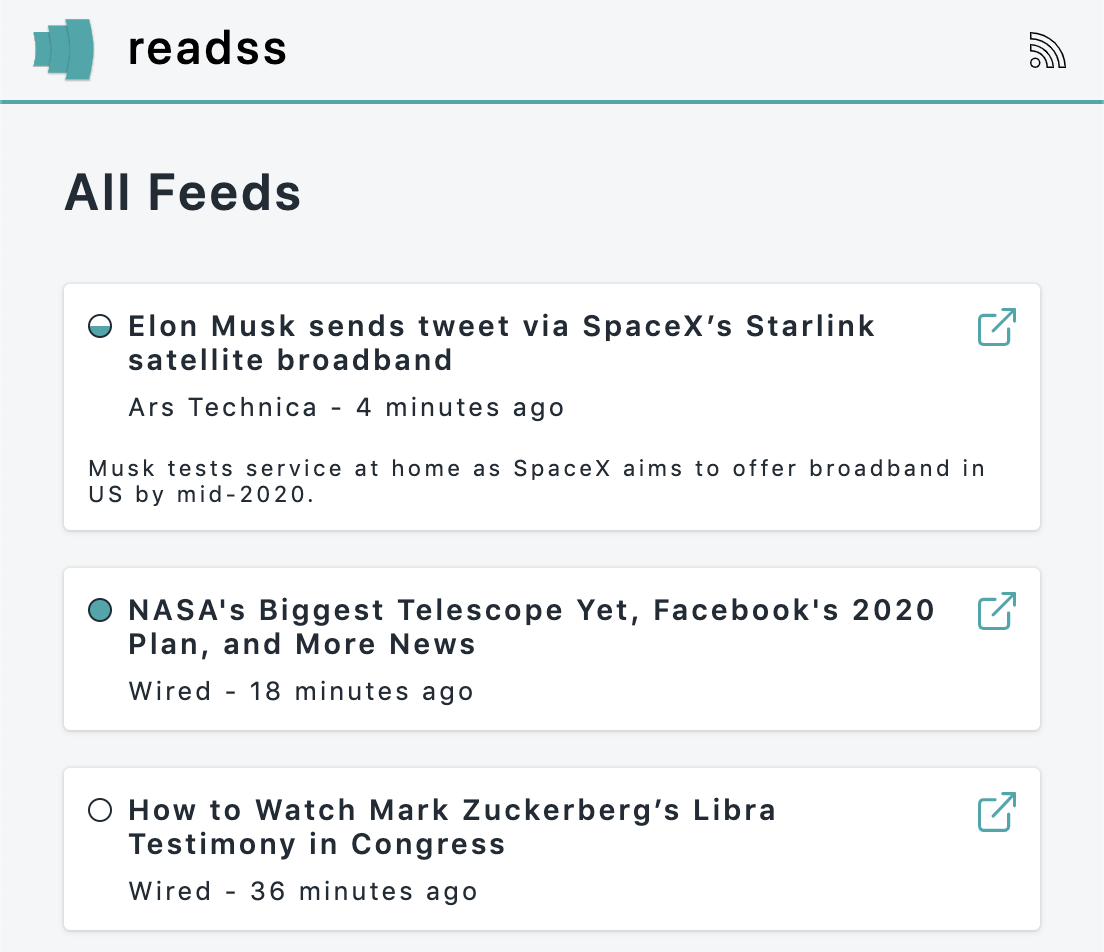 readss
All Feeds
Elon Musk sends tweet via SpaceX’s Starlink
satellite broadband
Ars Technica - 4 minutes ago
Musk tests service at home as SpaceX aims to offer broadband in
US by mid-2020.
NASA's Biggest Telescope Yet, Facebook's 2020
Plan, and More News
Wired - 18 minutes ago
How to Watch Mark Zuckerberg’s Libra
Testimony in Congress
Wired - 36 minutes ago